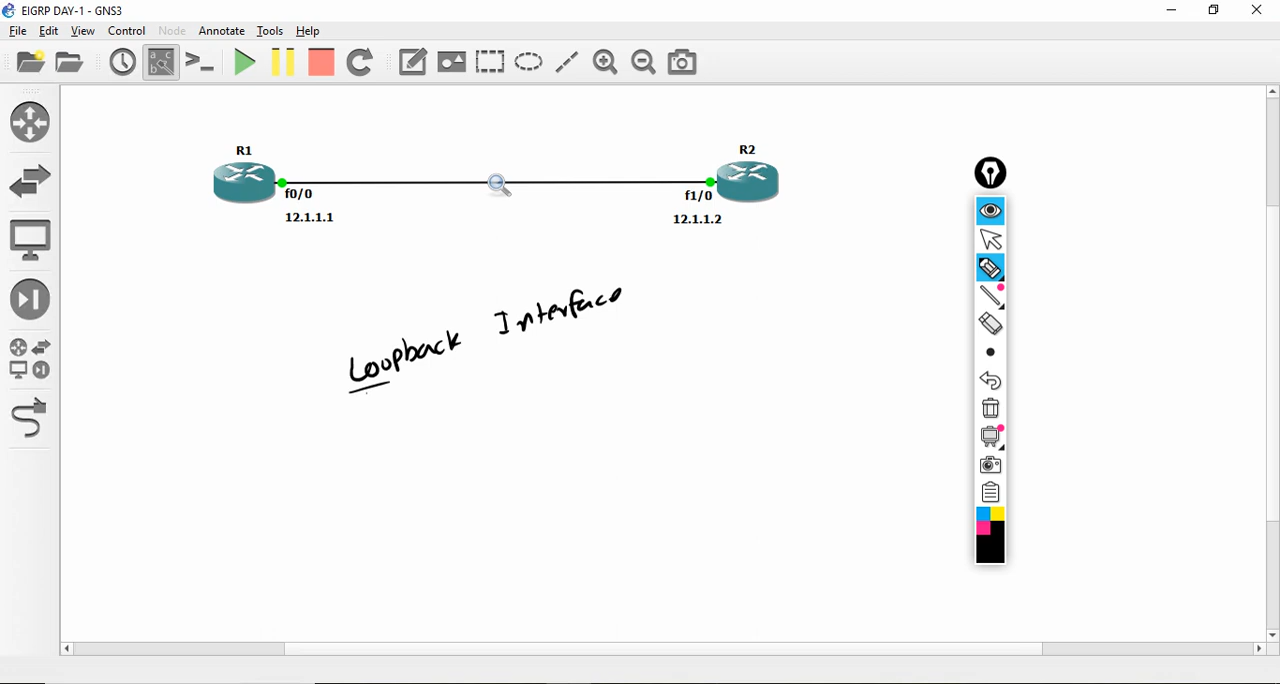 EIGRP DAY-1 - GNS3
File Edit View Control Node Annotate Tools Help
R1
R2
f0/0
f1/0
12.1.1.1
12.1.1.2
Loopback Interface